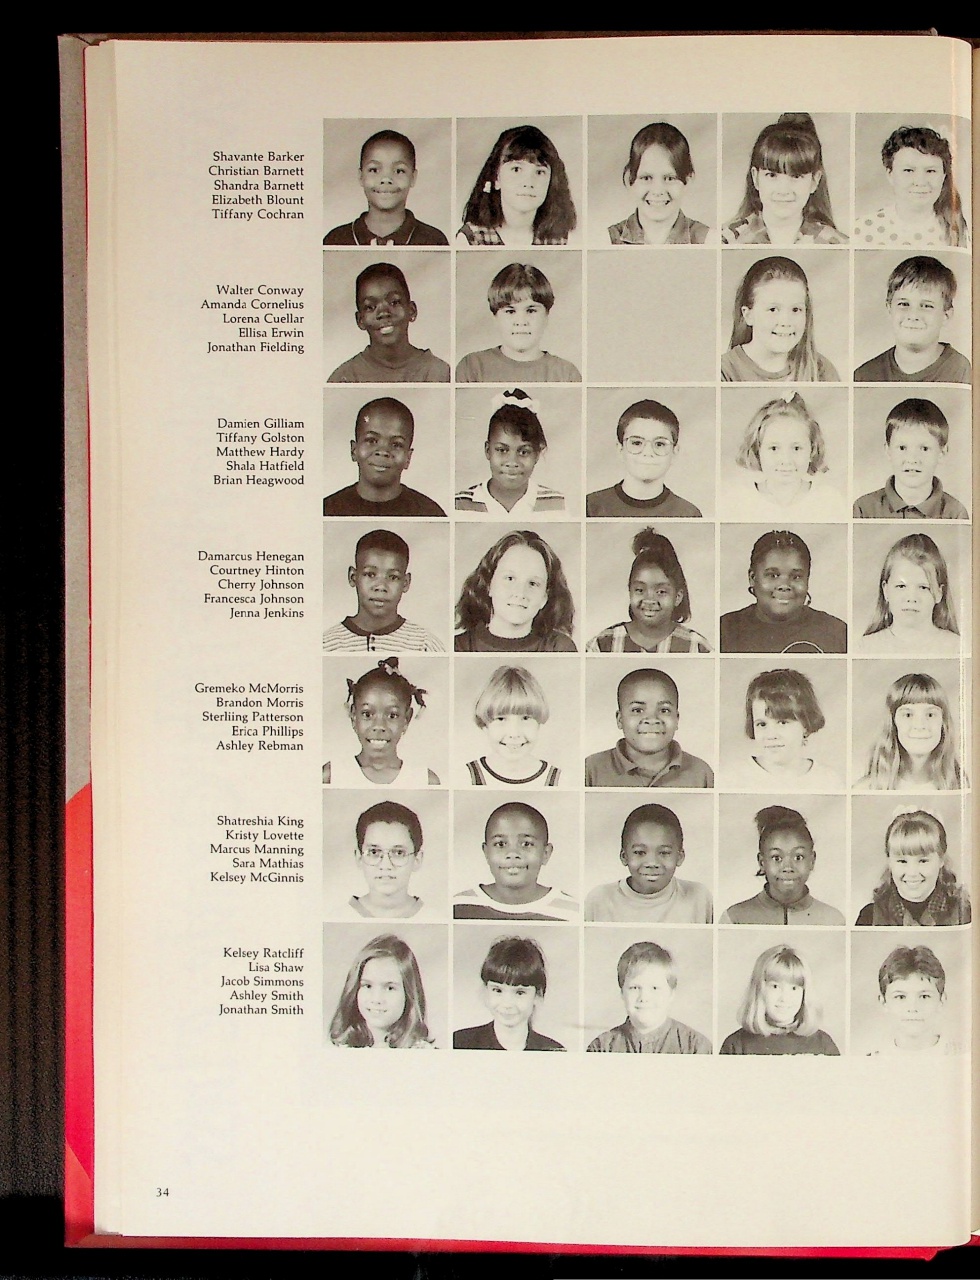 Shavante Barker
Christian Barnett
Shandra Barnett
Elizabeth Blount
Tiffany Cochran
Walter Conway
Amanda Cornelius
Lorena Cuellar
Ellisa Erwin
Jonathan Fielding
Damien Gilliam
Tiffany Golston
Matthew Hardy
Shala Hatfield
Brian Heagwood
Damarcus Henegan
Courtney Hinton
Cherry Johnson
Francesca Johnson
Jenna Jenkins
Gremeko McMorris
Brandon Morris
Sterliing Patterson
Erica Phillips
Ashley Rebman
Shatreshia King
Kristy Lovette
Marcus Manning
Sara Mathias
Kelsey McGinnis
Kelsey Ratcliff
Lisa Shaw
Jacob Simmons
Ashley Smith
Jonathan Smith
34